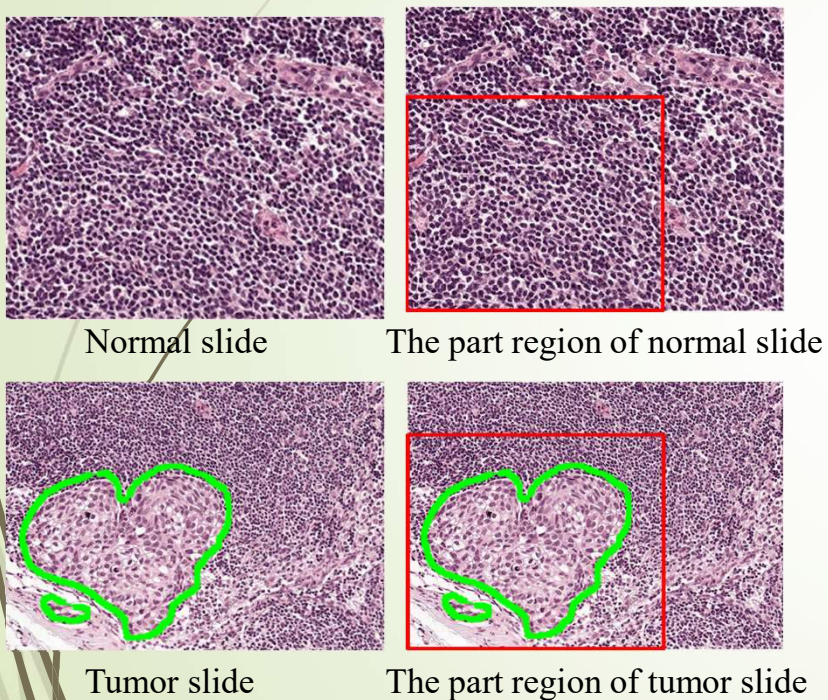 Normal slide
The part region of normal slide
Tumor slide
The part region of tumor slide